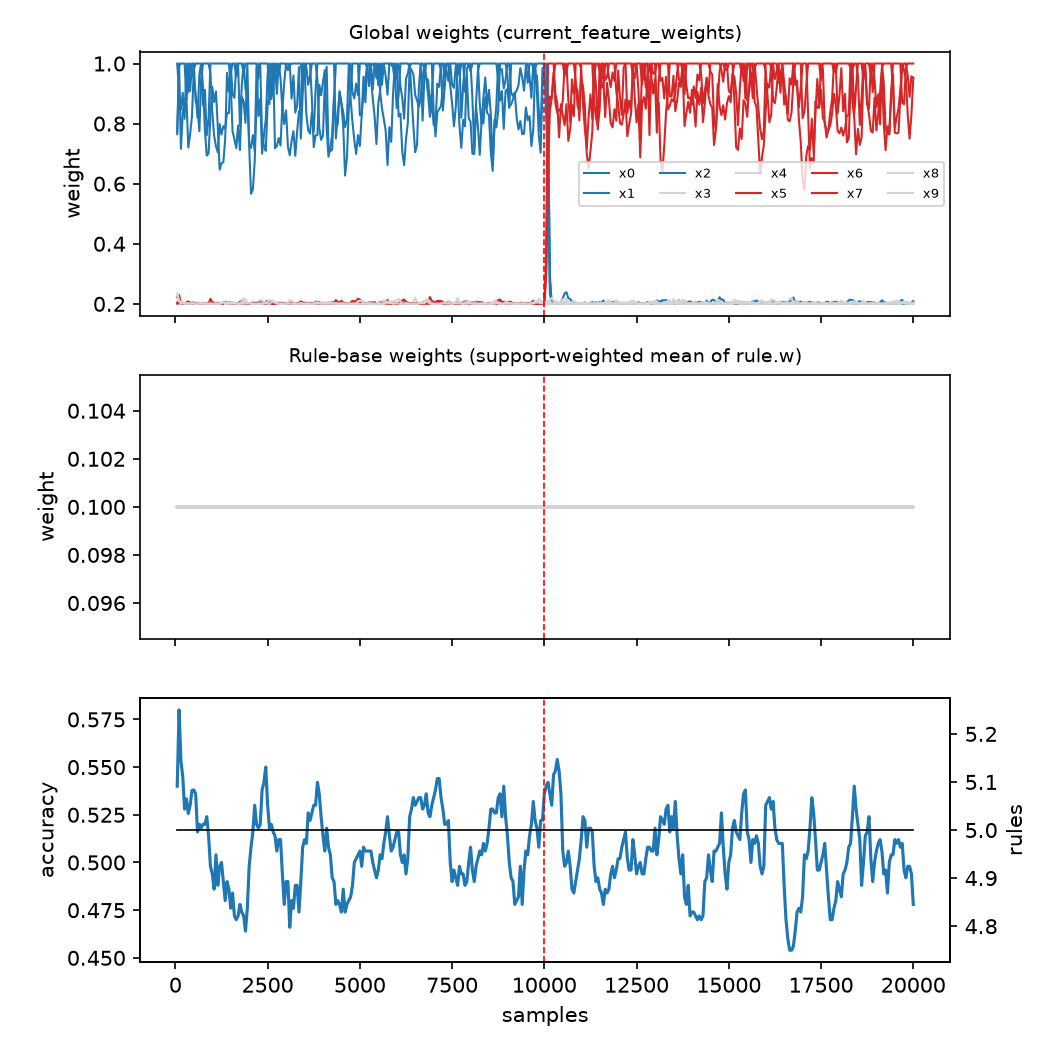 Global weights (current_feature_weights)
1.0
0.8
0.6
0.4
0.2
weight
x0 x2 x4 x6 x8
x1 x3 x5 x7 x9
Rule-base weights (support-weighted mean of rule.w)
0.104
0.102
0.100
0.098
0.096
weight
0.575
0.550
0.525
0.500
0.475
0.450
accuracy
5.2
5.1
5.0
4.9
4.8
rules
0 2500 5000 7500 10000 12500 15000 17500 20000
samples